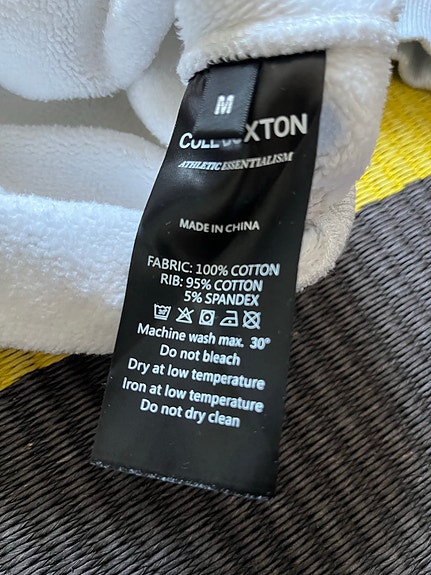 M
XTON
ATHLETIC ESSENTIALISM
MADE IN CHINA
FABRIC: 100% COTTON
RIB: 95% COTTON
5% SPANDEX
Machine wash max. 30°
Do not bleach
Dry at low temperature
Iron at low temperature
Do not dry clean